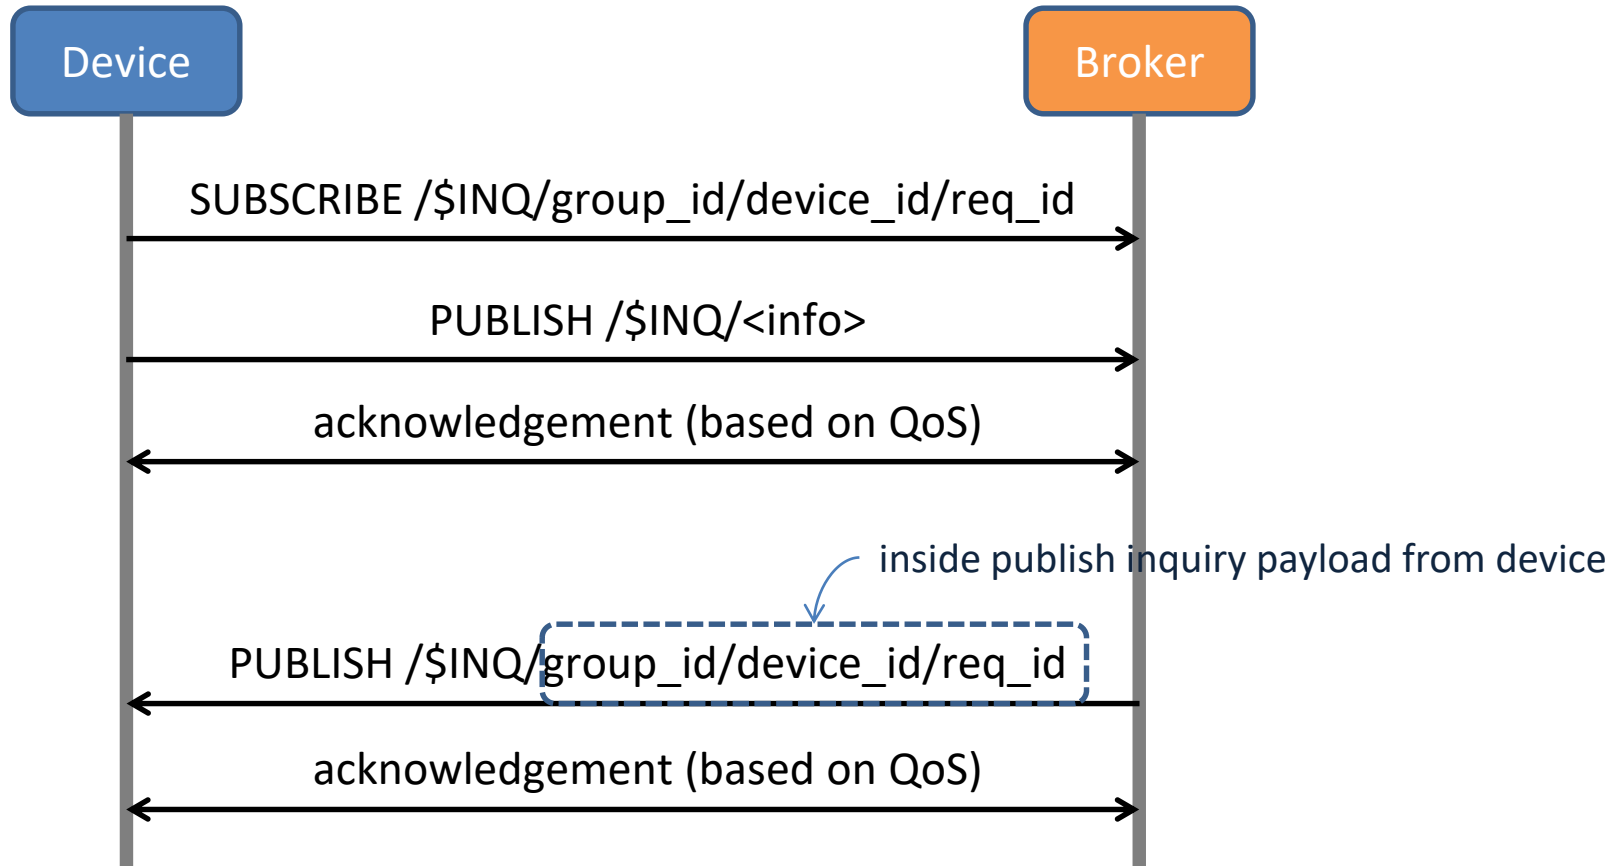 Device
Broker
SUBSCRIBE /$INQ/group_id/device_id/req_id
PUBLISH /$INQ/<info>
acknowledgement (based on QoS)
inside publish inquiry payload from device
PUBLISH /$INQ/group_id/device_id/req_id
acknowledgement (based on QoS)